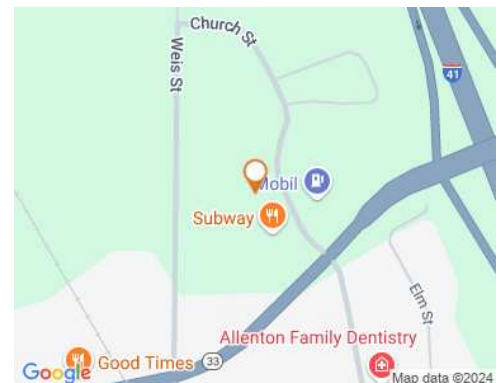 Church St
Weis St
41
Mobil
Subway
Elm St
Allenton Family Dentistry
33
Good Times
Google
Map data ©2024